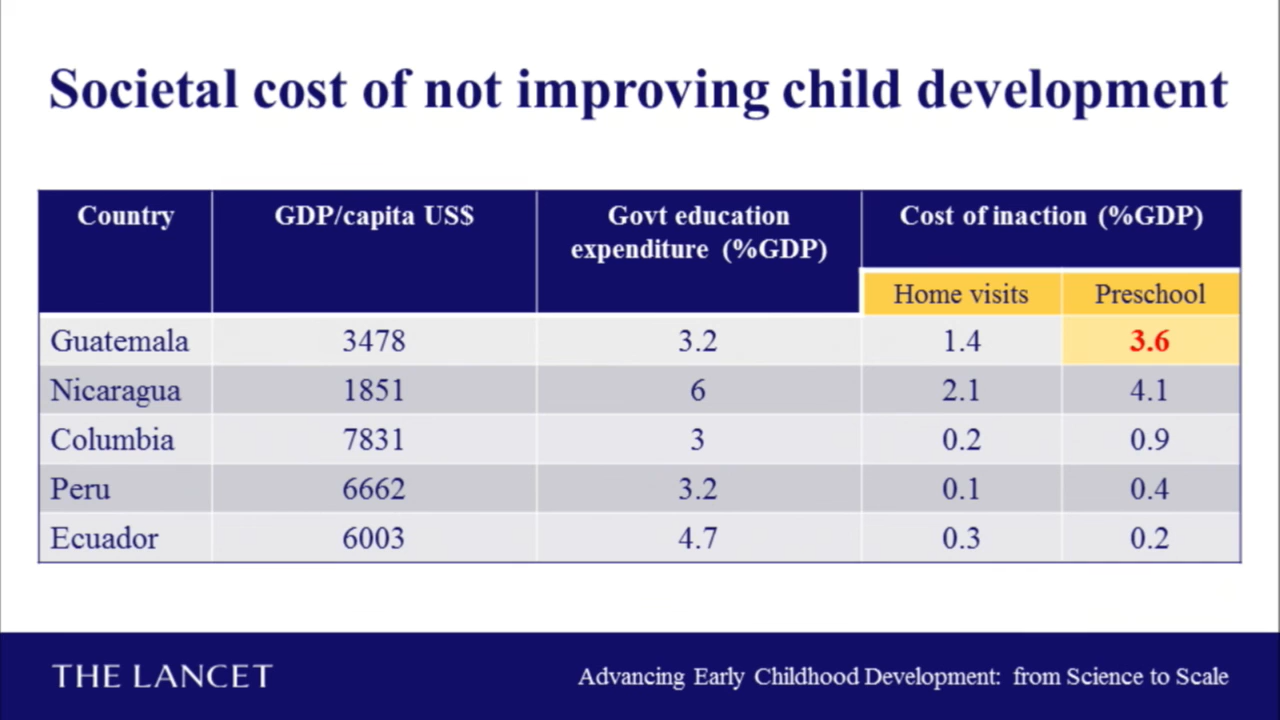 Societal cost of not improving child development
Country GDP/capita US$ Govt education expenditure (%GDP) Cost of inaction (%GDP)
Home visits Preschool
Guatemala 3478 3.2 1.4 3.6
Nicaragua 1851 6 2.1 4.1
Columbia 7831 3 0.2 0.9
Peru 6662 3.2 0.1 0.4
Ecuador 6003 4.7 0.3 0.2
THE LANCET Advancing Early Childhood Development: from Science to Scale